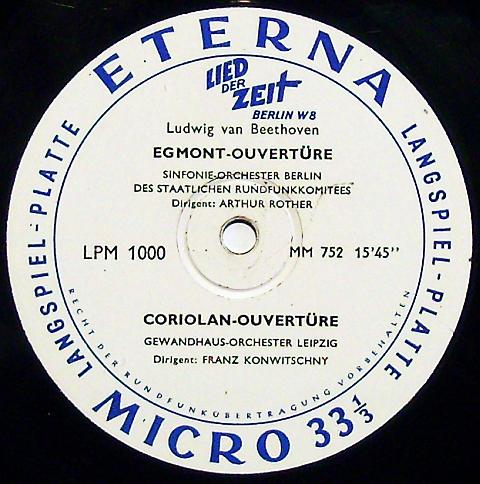 ETERNA
LANGSPIEL-PLATTE
LANGSPIEL-PLATTE
LIED
DER
ZEIT
BERLIN W8
Ludwig van Beethoven
EGMONT-OUVERTÜRE
SINFONIE-ORCHESTER BERLIN
DES STAATLICHEN RUNDFUNKKOMITEES
Dirigent: ARTHUR ROTHER
LPM 1000
MM 752 15'45''
CORIOLAN-OUVERTÜRE
GEWANDHAUS-ORCHESTER LEIPZIG
Dirigent: FRANZ KONWITSCHNY
RECHT DER RUNDFUNKÜBERTRAGUNG VORBEHALTEN
MICRO 33 1/3